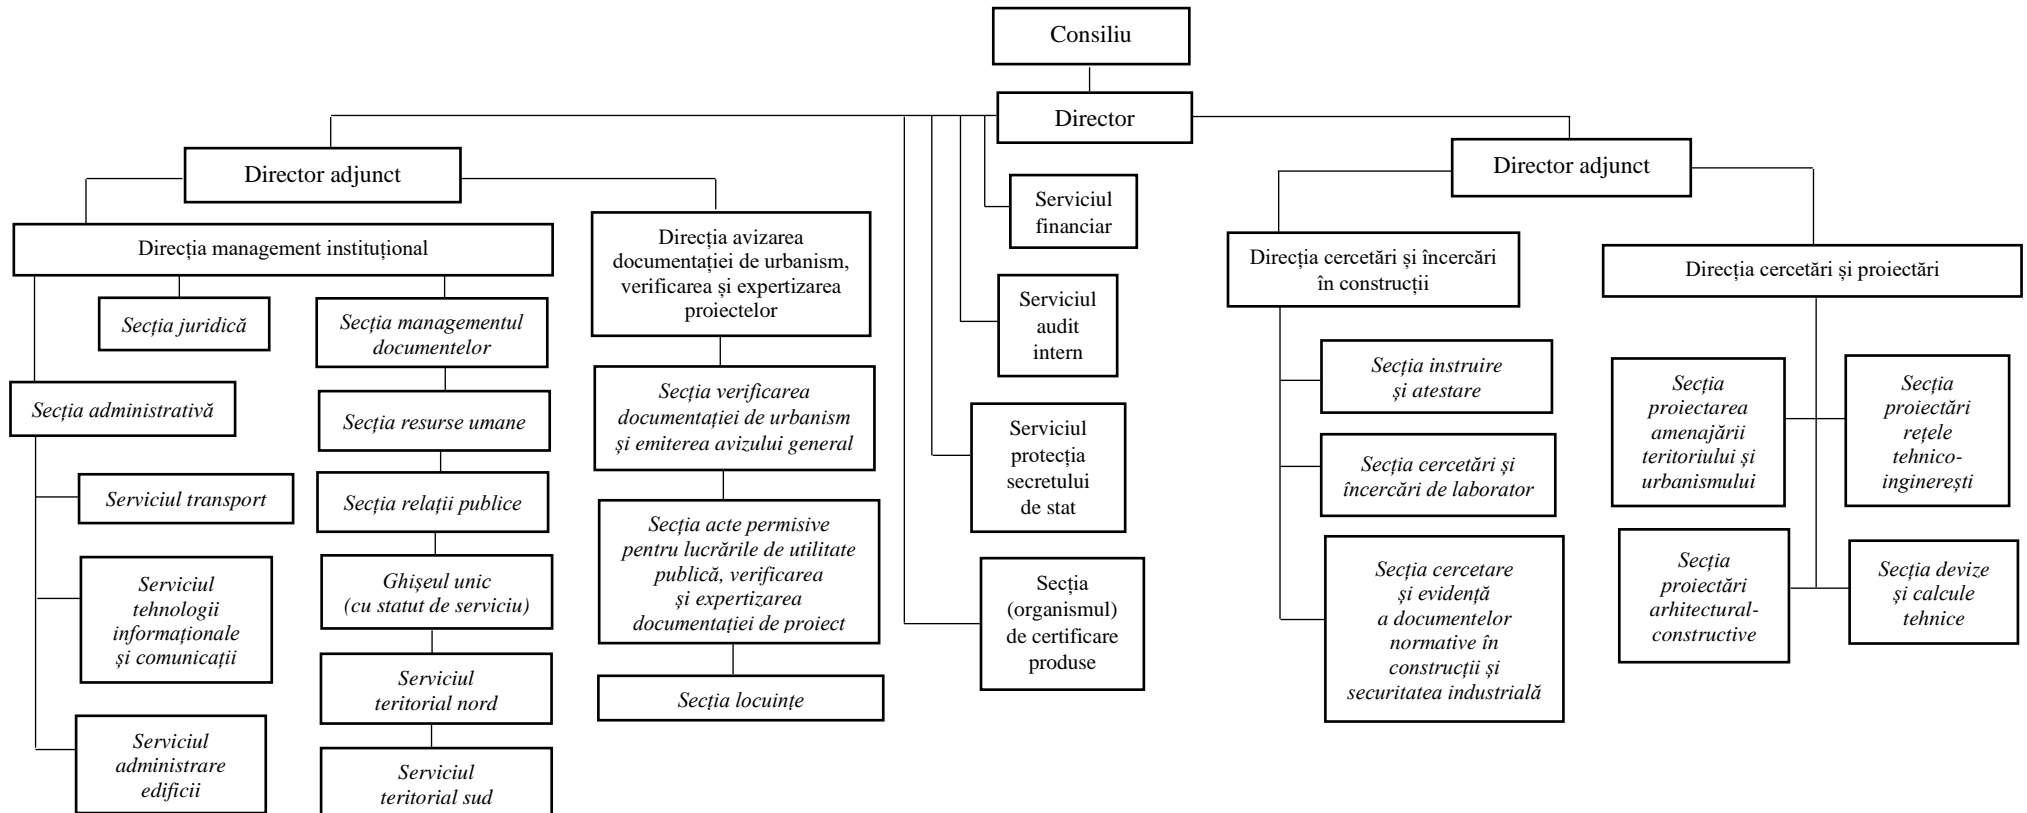 Consiliu
Director
Director adjunct
Direcția management instituțional
Secția juridică
Secția managementul
documentelor
Secția administrativă
Secția resurse umane
Serviciul transport
Secția relații publice
Serviciul
tehnologii
informaționale
și comunicații
Ghișeul unic
(cu statut de serviciu)
Serviciul
teritorial nord
Serviciul
administrare
edificii
Serviciul
teritorial sud
Direcția avizarea
documentației de urbanism,
verificarea și expertizarea
proiectelor
Secția verificarea
documentației de urbanism
și emiterea avizului general
Secția acte permisive
pentru lucrările de utilitate
publică, verificarea
și expertizarea
documentației de proiect
Secția locuințe
Serviciul
financiar
Serviciul
audit
intern
Serviciul
protecția
secretului
de stat
Secția
(organismul)
de certificare
produse
Director adjunct
Direcția cercetări și încercări
în construcții
Secția instruire
și atestare
Secția cercetări și
încercări de laborator
Secția cercetare
și evidență
a documentelor
normative în
construcții și
securitatea industrială
Direcția cercetări și proiectări
Secția
proiectarea
amenajării
teritoriului și
urbanismului
Secția
proiectări
rețele
tehnico-
inginerești
Secția
proiectări
arhitectural-
constructive
Secția devize
și calcule
tehnice